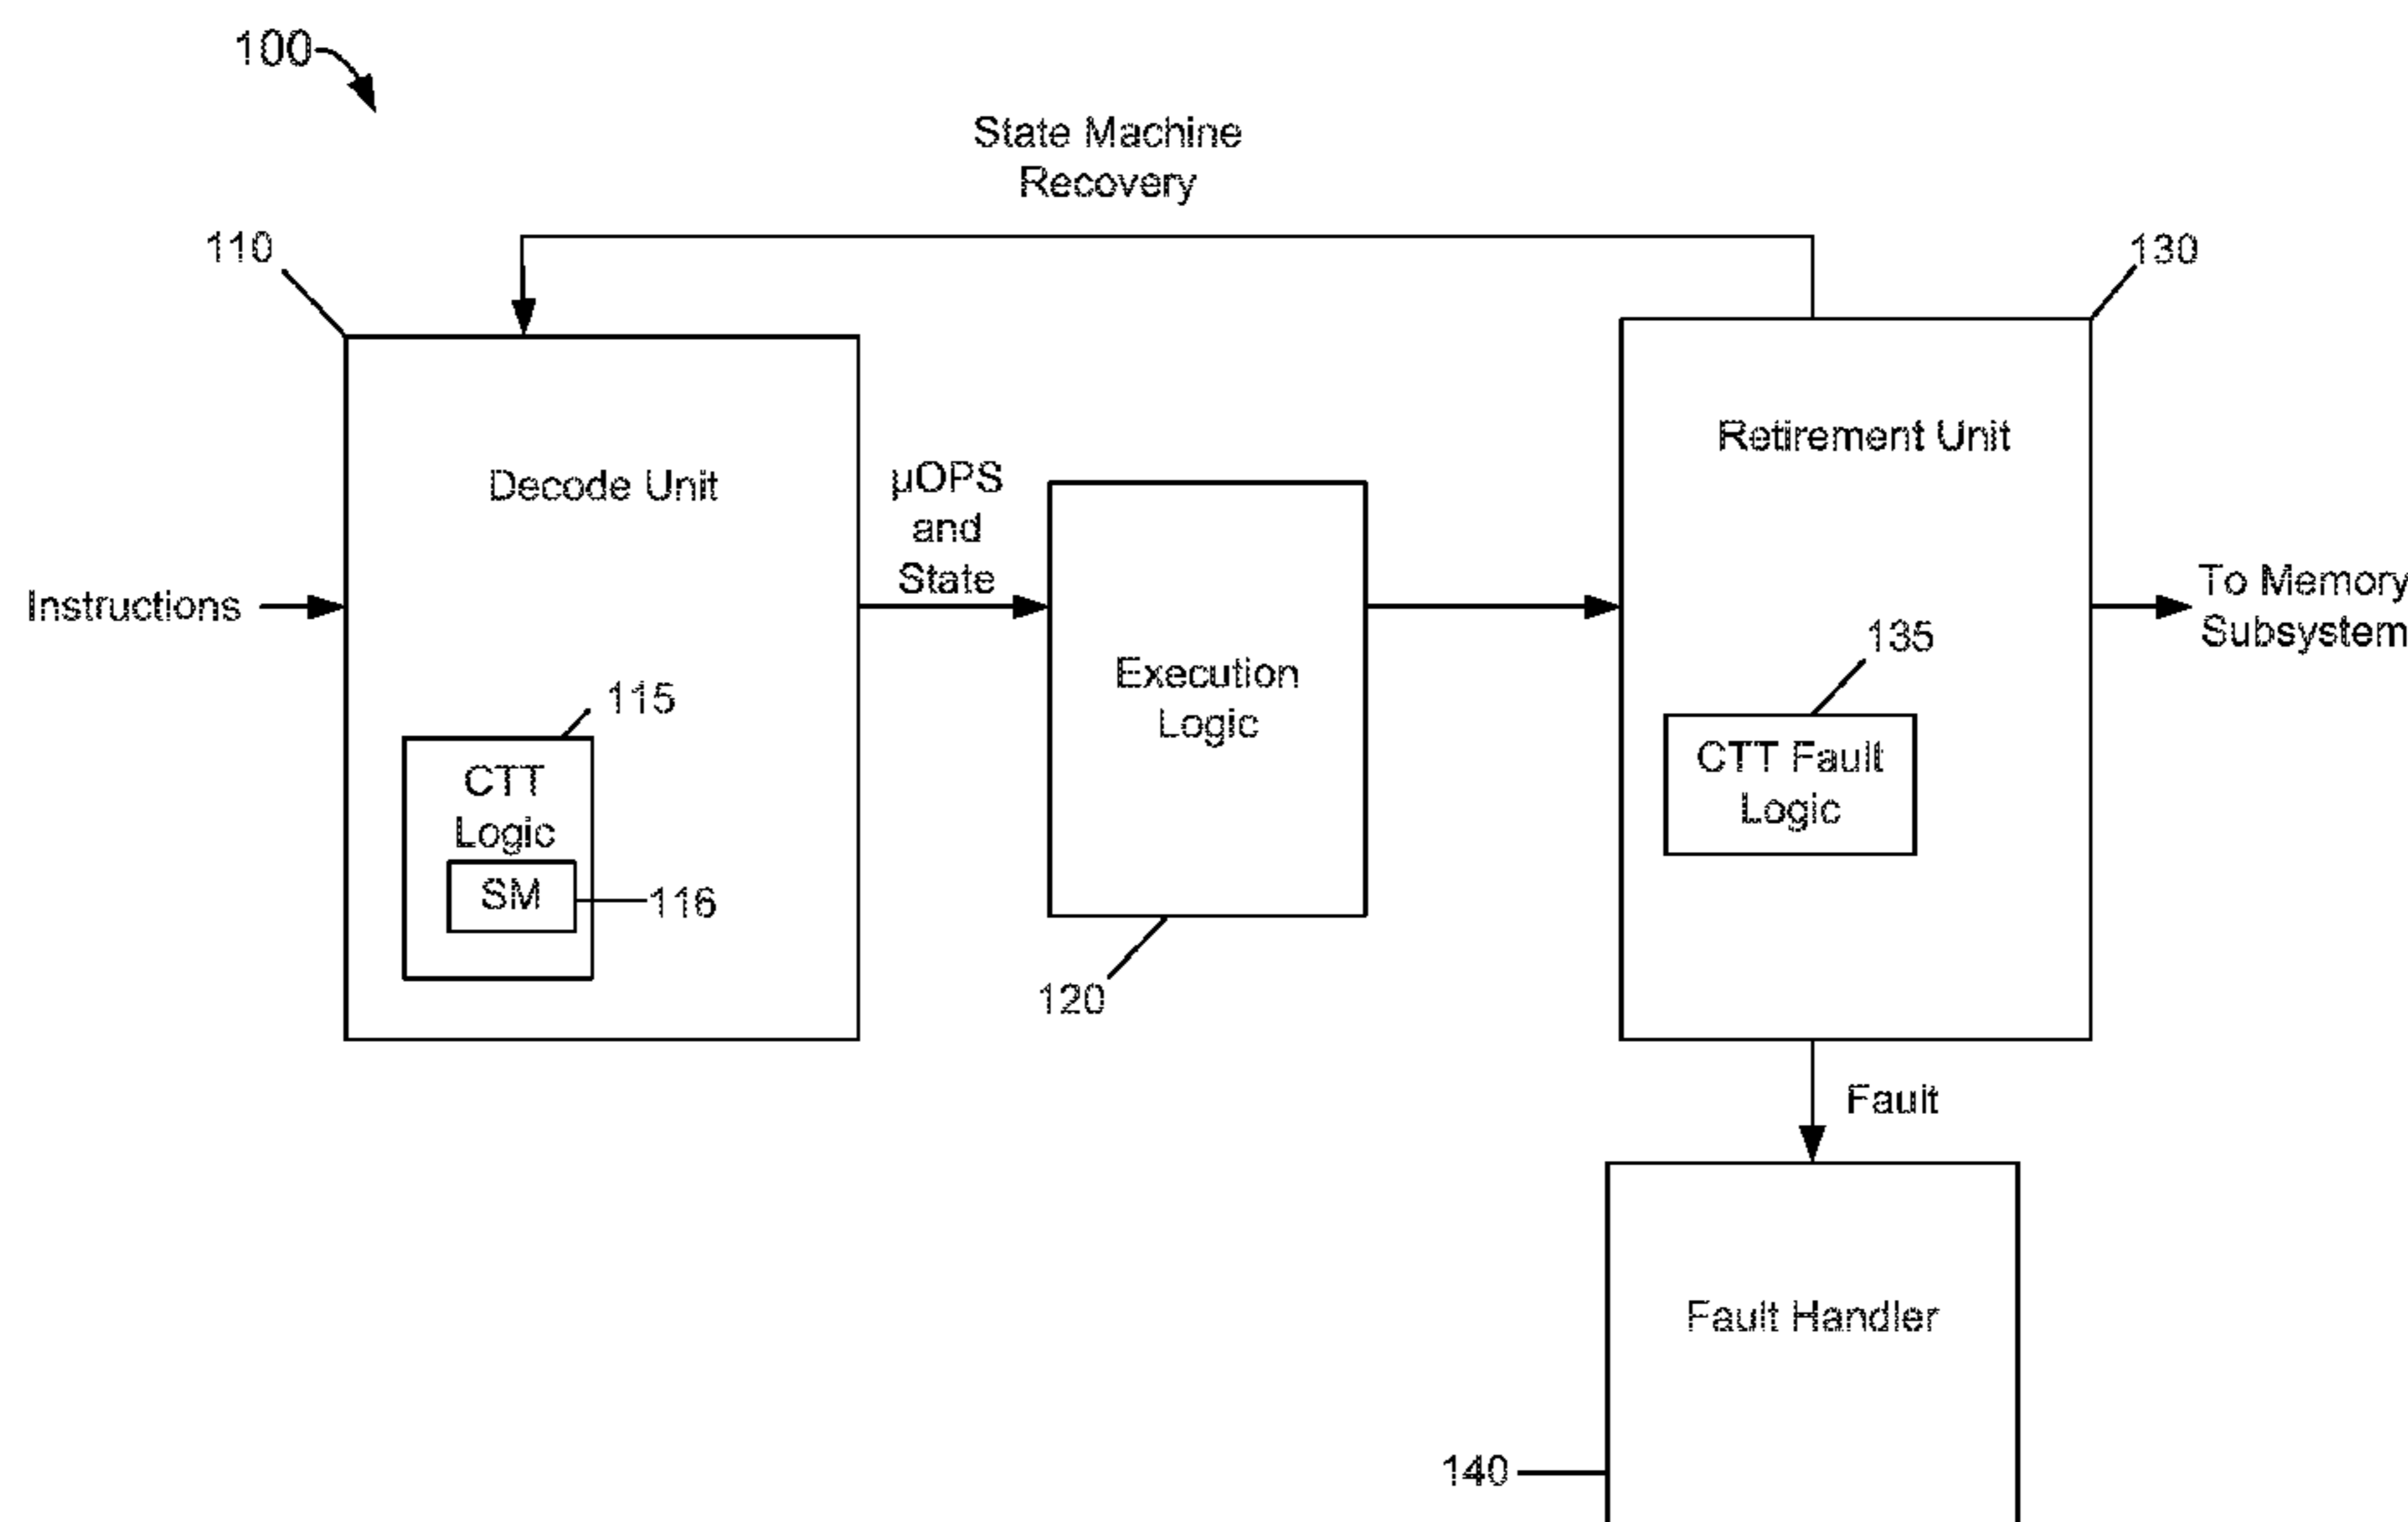 100
State Machine
Recovery
110
130
Decode Unit
µOPS
and
State
Retirement Unit
Instructions
Execution
Logic
To Memory
Subsystem
135
115
CTT
Logic
SM
116
CTT Fault
Logic
120
Fault
Fault Handler
140